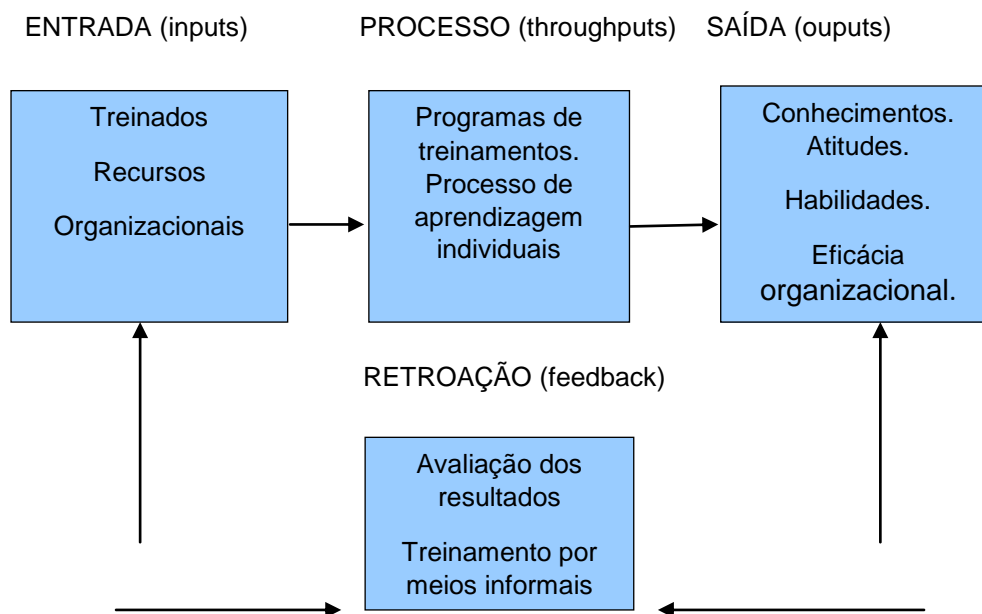 ENTRADA (inputs)
PROCESSO (throughputs)
SAÍDA (ouputs)
Treinados
Recursos
Organizacionais
Programas de
treinamentos.
Processo de
aprendizagem
individuais
Conhecimentos.
Atitudes.
Habilidades.
Eficácia
organizacional.
RETROAÇÃO (feedback)
Avaliação dos
resultados
Treinamento por
meios informais